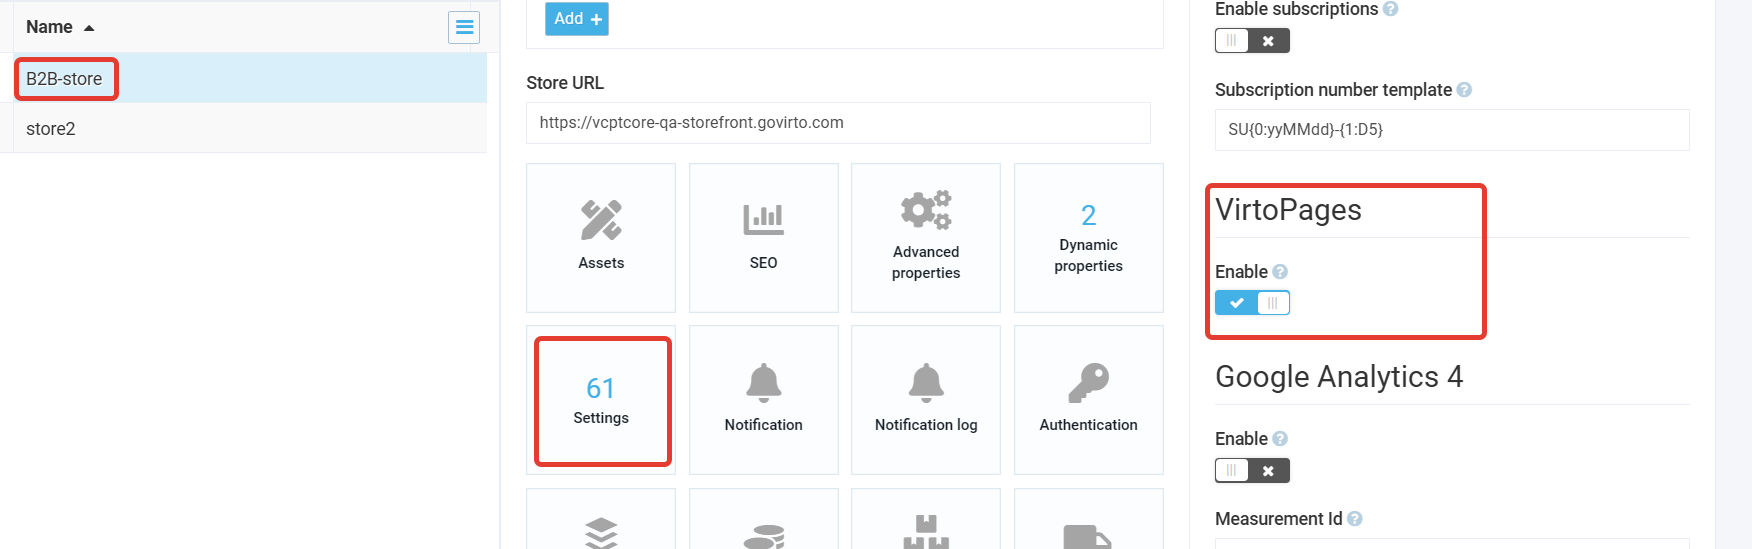 Name
B2B-store
store2
Add +
Store URL
https://vcptcore-qa-storefront.govirto.com
Assets
SEO
Advanced
properties
2
Dynamic
properties
61
Settings
Notification
Notification log
Authentication
Enable subscriptions ?
Subscription number template ?
SU{0:yyMMdd}-{1:D5}
VirtoPages
Enable ?
Google Analytics 4
Enable ?
Measurement Id ?